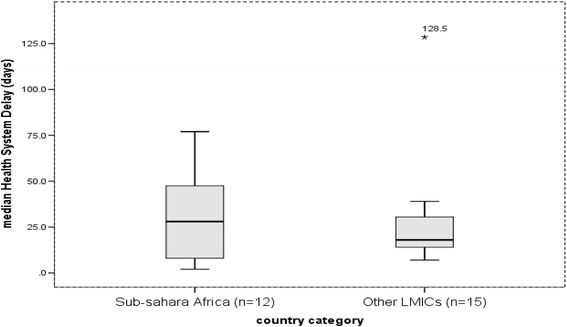 median Health System Delay (days)
125.0
100.0
75.0
50.0
25.0
.0
128.5
*
Sub-sahara Africa (n=12)
Other LMICs (n=15)
country category